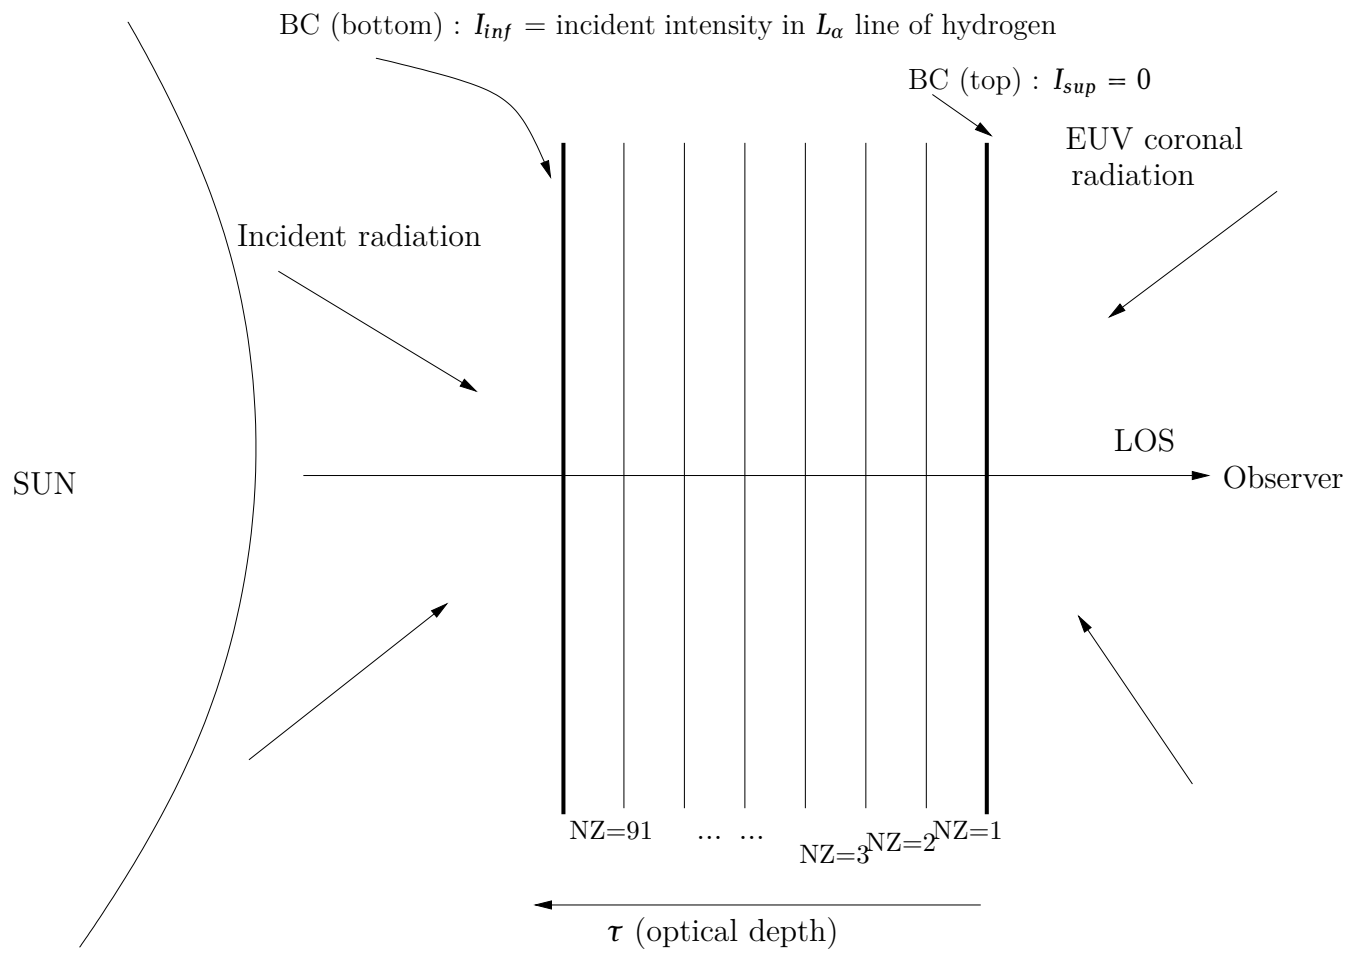 BC (bottom) : I_inf = incident intensity in L_α line of hydrogen
BC (top) : I_sup = 0
EUV coronal
radiation
Incident radiation
LOS
SUN
Observer
NZ=91
... ...
NZ=3
NZ=2
NZ=1
τ (optical depth)